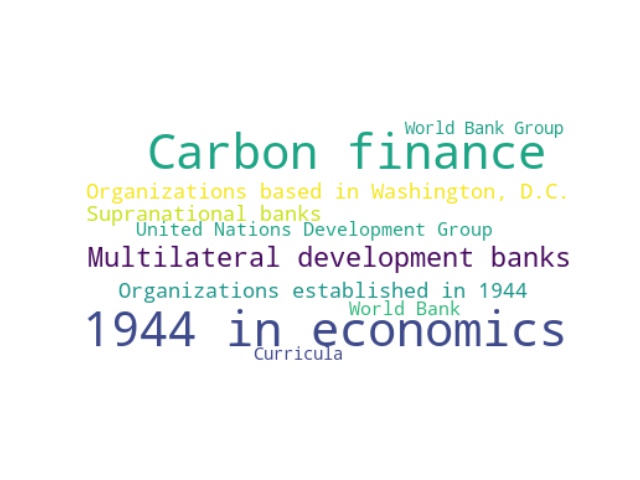 World Bank Group
Carbon finance
Organizations based in Washington, D.C.
Supranational banks
United Nations Development Group
Multilateral development banks
Organizations established in 1944
World Bank
1944 in economics
Curricula